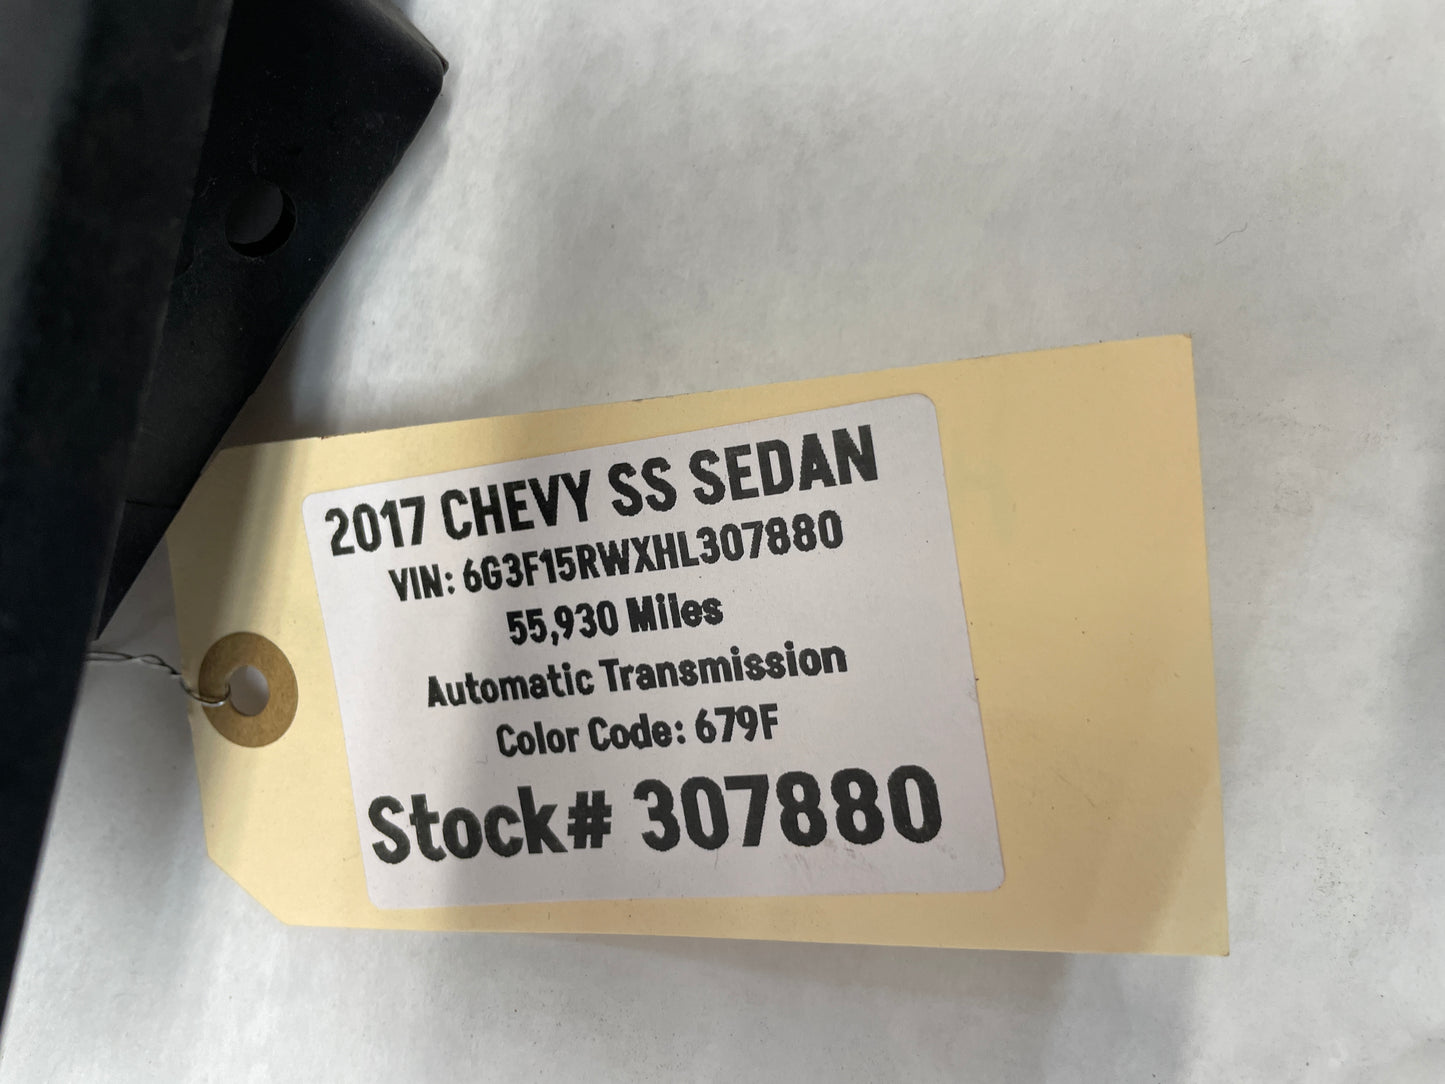 2017 CHEVY SS SEDAN
VIN: 6G3F15RWXHL307880
55,930 Miles
Automatic Transmission
Color Code: 679F
Stock# 307880